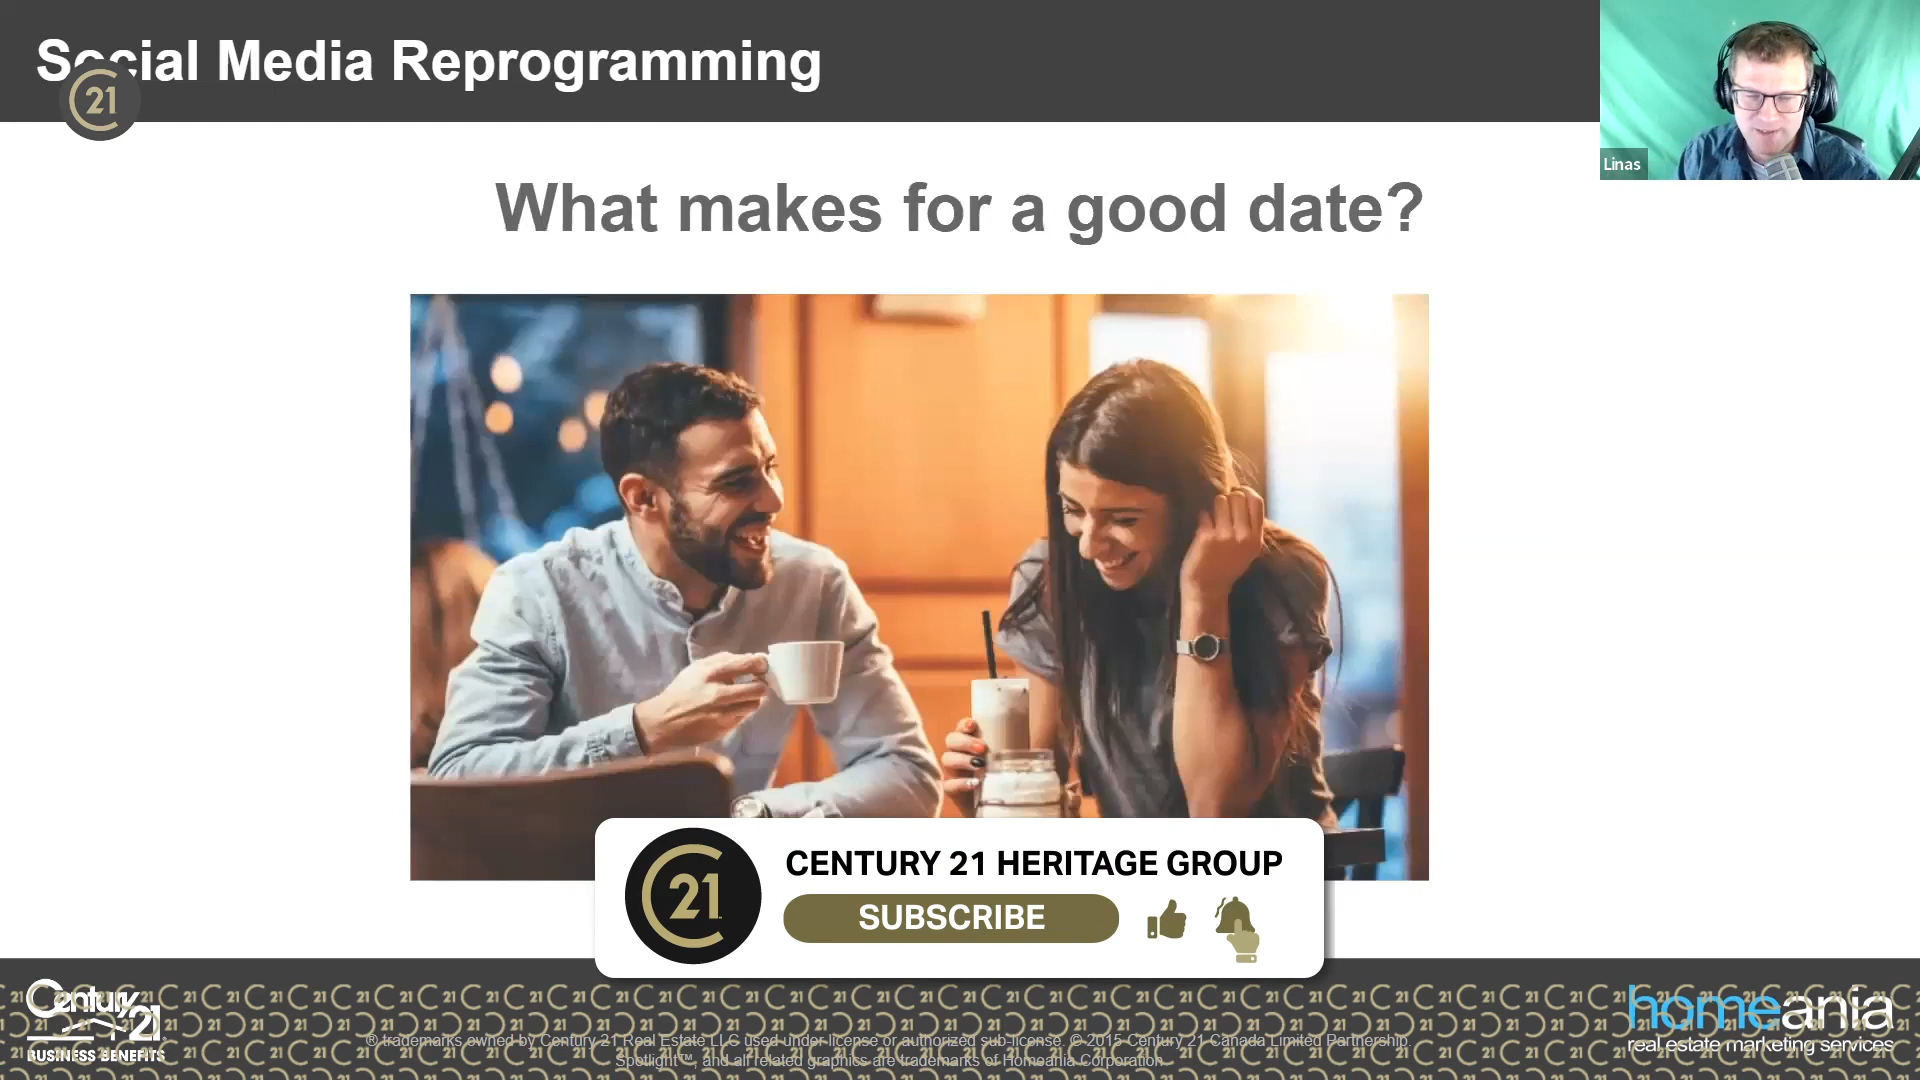 Social Media Reprogramming
21
Linas
What makes for a good date?
21
CENTURY 21 HERITAGE GROUP
SUBSCRIBE
Century 21
BUSINESS BENEFITS
® trademarks owned by Century 21 Real Estate LLC used under license or authorized sub-license. © 2015 Century 21 Canada Limited Partnership.
Spotlight™, and all related graphics are trademarks of Homeania Corporation
homeania
real estate marketing services